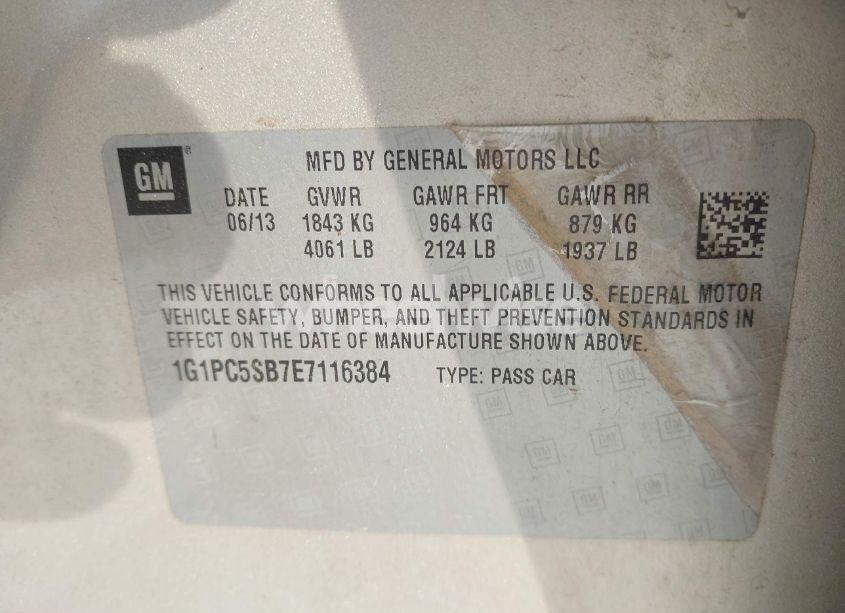 GM
MFD BY GENERAL MOTORS LLC
DATE GVWR GAWR FRT GAWR RR
06/13 1843 KG 964 KG 879 KG
4061 LB 2124 LB 1937 LB
THIS VEHICLE CONFORMS TO ALL APPLICABLE U.S. FEDERAL MOTOR
VEHICLE SAFETY, BUMPER, AND THEFT PREVENTION STANDARDS IN
EFFECT ON THE DATE OF MANUFACTURE SHOWN ABOVE.
1G1PC5SB7E7116384 TYPE: PASS CAR